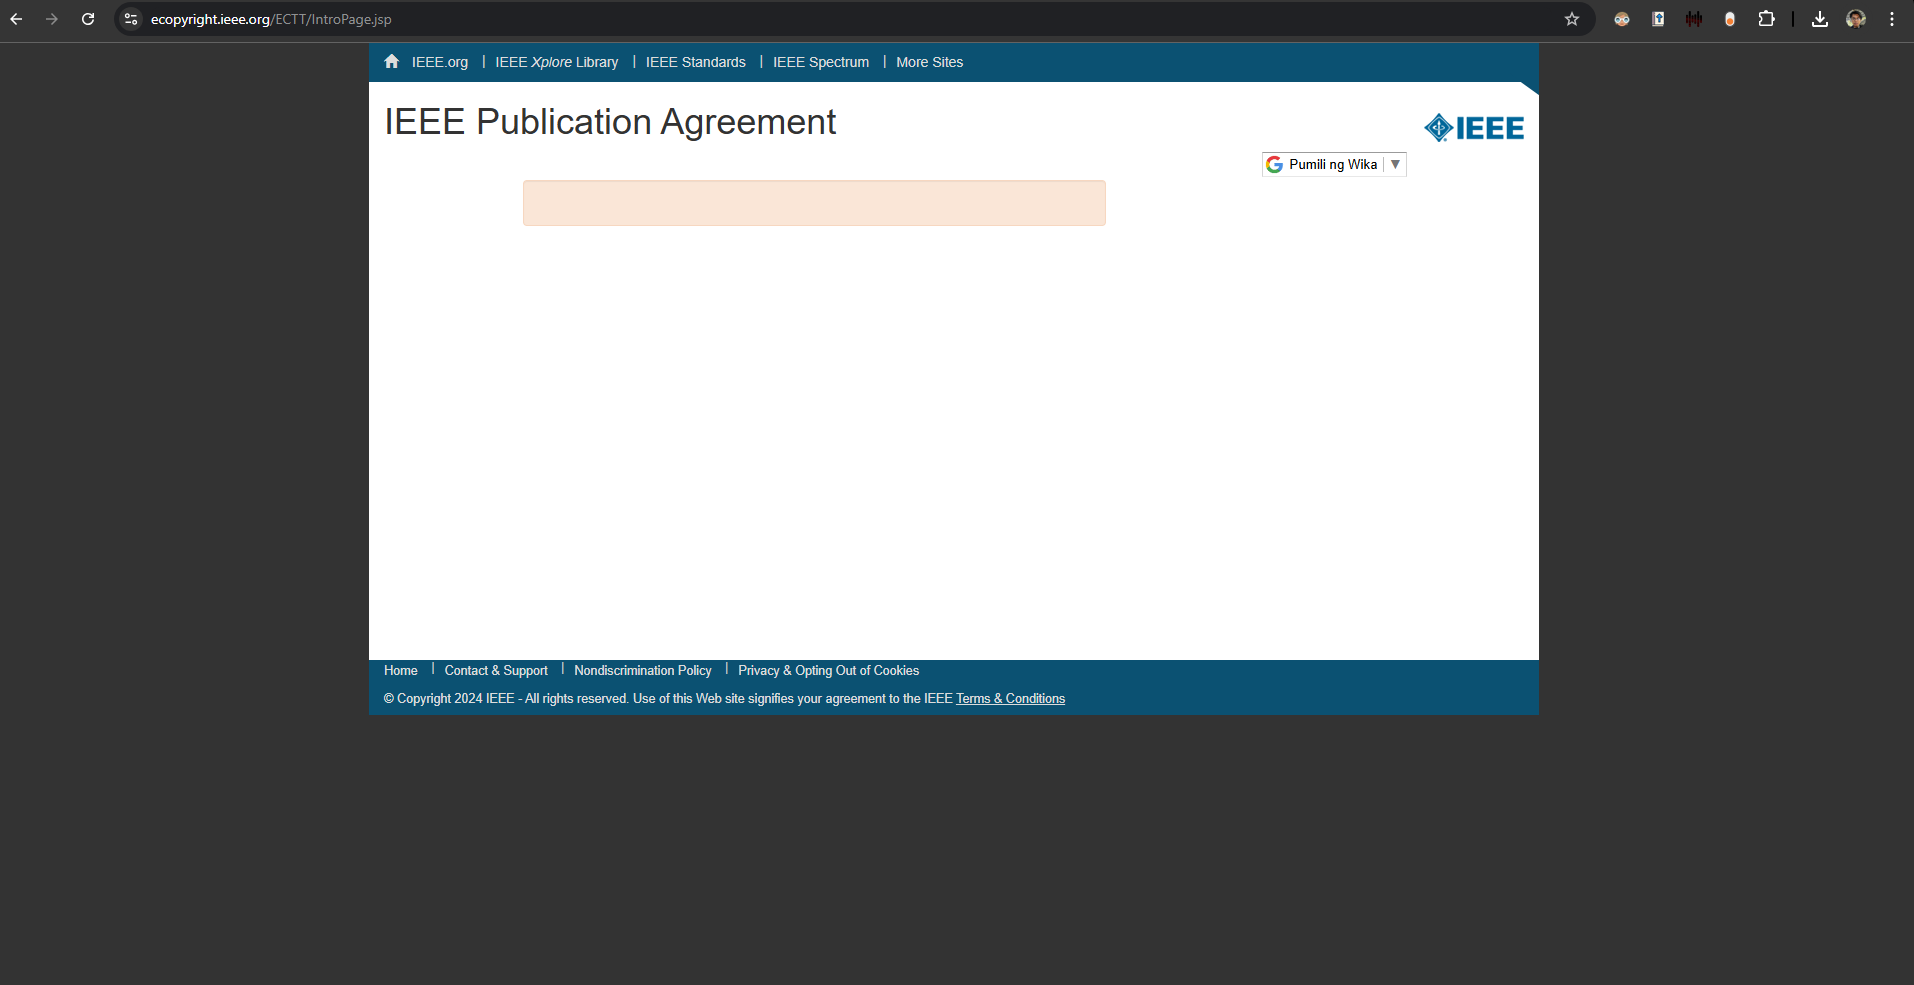 ecopyright.ieee.org/ECTT/IntroPage.jsp
IEEE.org | IEEE Xplore Library | IEEE Standards | IEEE Spectrum | More Sites
IEEE Publication Agreement
IEEE
Pumili ng Wika ▼
Home | Contact & Support | Nondiscrimination Policy | Privacy & Opting Out of Cookies
© Copyright 2024 IEEE - All rights reserved. Use of this Web site signifies your agreement to the IEEE Terms & Conditions